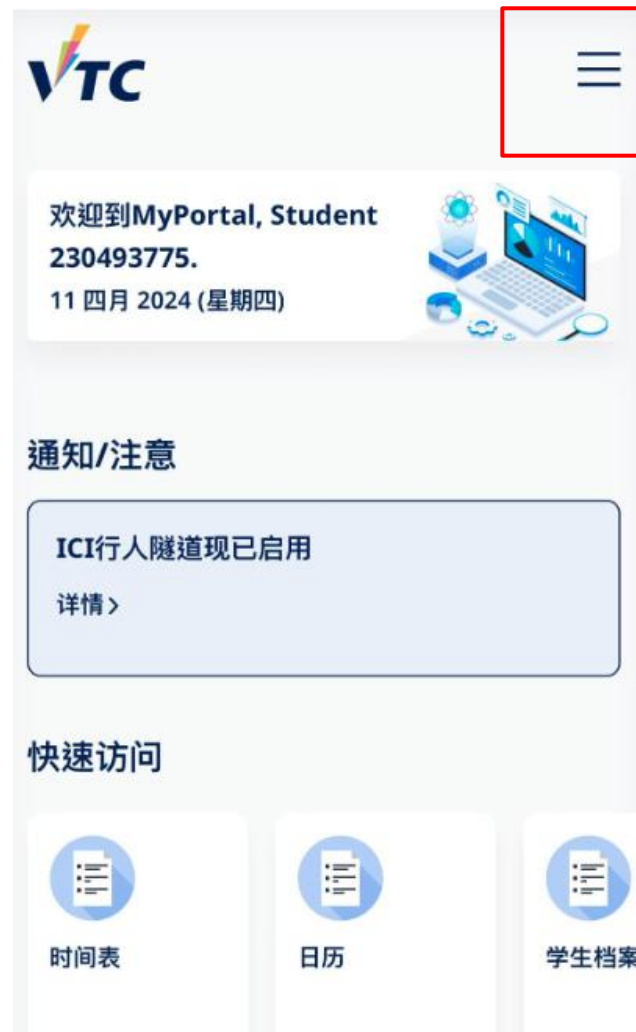 VTC
欢迎到MyPortal, Student
230493775.
11 四月 2024 (星期四)
通知/注意
ICI行人隧道现已启用
详情>
快速访问
时间表
日历
学生档案